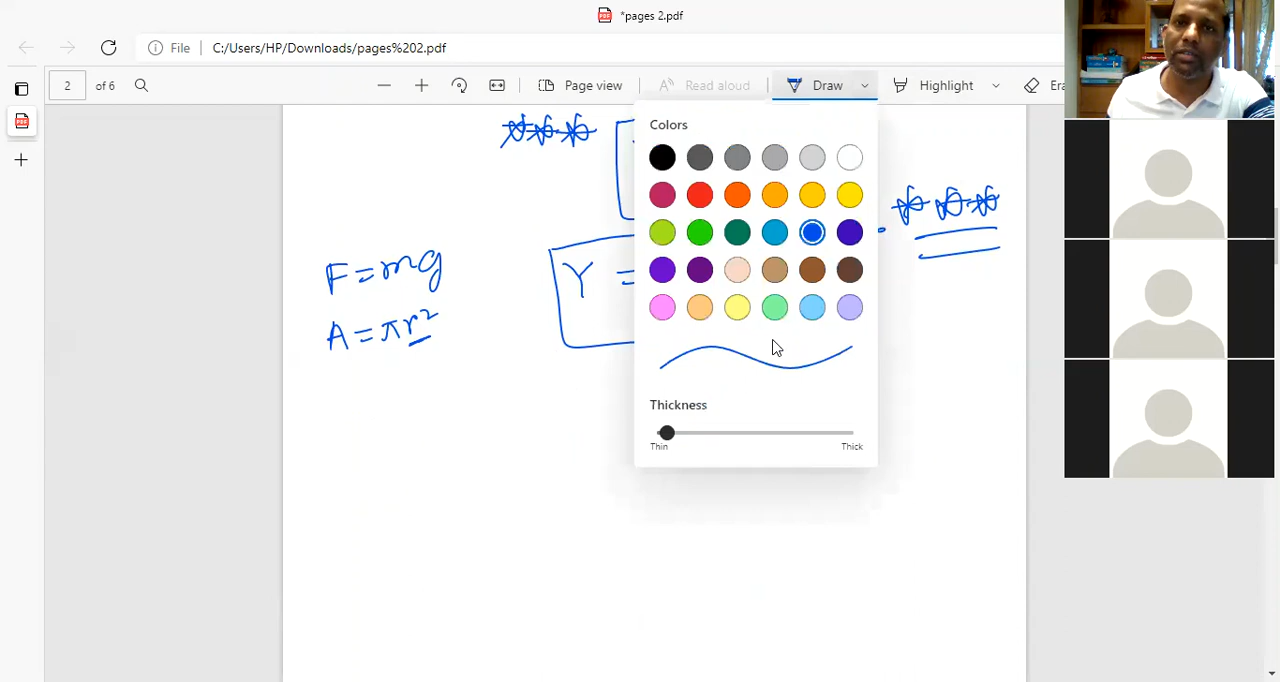 *pages 2.pdf
File C:/Users/HP/Downloads/pages%202.pdf
2 of 6 Page view Read aloud Draw Highlight Era
Colors
F = mg
Y =
A = πr²
Thickness
Thin Thick